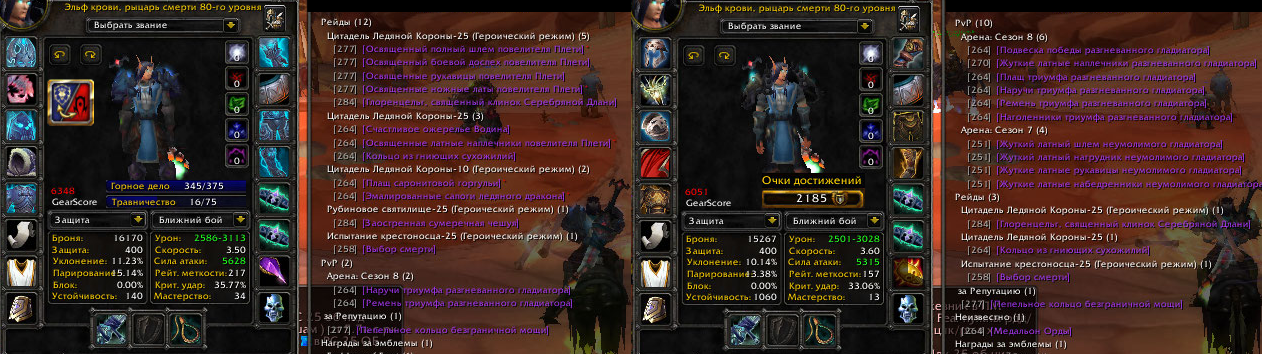 Эльф крови, рыцарь смерти 80-го уровня
Выбрать звание
0
0
0
0
0
6348
GearScore
Горное дело 345/375
Травничество 16/75
Защита
Ближний бой
Броня: 16170
Защита: 400
Уклонение: 11.23%
Парирование 15.14%
Блок: 0.00%
Устойчивость: 140
Урон: 2586-3113
Скорость: 3.50
Сила атаки: 5628
Рейт. меткости: 217
Крит. удар: 35.77%
Мастерство: 34
Рейды (12)
Цитадель Ледяной Короны-25 (Героический режим) (5)
[277] [Освященный полный шлем повелителя Плети]
[277] [Освященный боевой доспех повелителя Плети]
[277] [Освященные рукавицы повелителя Плети]
[277] [Освященные ножные латы повелителя Плети]
[284] [Глоренцельг, священный клинок Серебряной Длани]
Цитадель Ледяной Короны-25 (3)
[264] [Счастливое ожерелье Водина]
[264] [Освященные латные наплечники повелителя Плети]
[264] [Кольцо из гниющих сухожилий]
Цитадель Ледяной Короны-10 (Героический режим) (2)
[264] [Плащ саронитовой горгульи]
[264] [Эмалированные сапоги ледяного дракона]
Рубиновое святилище-25 (Героический режим) (1)
[284] [Заостренная сумеречная чешуя]
Испытание крестоносца-25 (Героический режим) (1)
[258] [Выбор смерти]
PvP (2)
Арена: Сезон 8 (2)
[264] [Наручи триумфа разгневанного гладиатора]
[264] [Ремень триумфа разгневанного гладиатора]
за Репутацию (1)
[277] [Пепельное кольцо безграничной мощи]
Награды за эмблемы (1)
Эльф крови, рыцарь смерти 80-го уровня
Выбрать звание
0
0
0
0
0
6051
GearScore
Очки достижений
2185
Защита
Ближний бой
Броня: 15267
Защита: 400
Уклонение: 10.14%
Парирование 13.38%
Блок: 0.00%
Устойчивость: 1060
Урон: 2501-3028
Скорость: 3.60
Сила атаки: 5315
Рейт. меткости: 157
Крит. удар: 33.06%
Мастерство: 13
PvP (10)
Арена: Сезон 8 (6)
[264] [Подвеска победы разгневанного гладиатора]
[270] [Жуткие латные наплечники разгневанного гладиатора]
[264] [Плащ триумфа разгневанного гладиатора]
[264] [Наручи триумфа разгневанного гладиатора]
[264] [Ремень триумфа разгневанного гладиатора]
[264] [Наголенники триумфа разгневанного гладиатора]
Арена: Сезон 7 (4)
[251] [Жуткий латный шлем неумолимого гладиатора]
[251] [Жуткий латный нагрудник неумолимого гладиатора]
[251] [Жуткие латные рукавицы неумолимого гладиатора]
[251] [Жуткие латные набедренники неумолимого гладиатора
Рейды (3)
Цитадель Ледяной Короны-25 (Героический режим) (1)
[284] [Глоренцельг, священный клинок Серебряной Длани]
Цитадель Ледяной Короны-25 (1)
[264] [Кольцо из гниющих сухожилий]
Испытание крестоносца-25 (Героический режим) (1)
[258] [Выбор смерти]
за Репутацию (1)
[277] [Пепельное кольцо безграничной мощи]
Неизвестно (1)
[264] [Медальон Орды]
Награды за эмблемы (1)